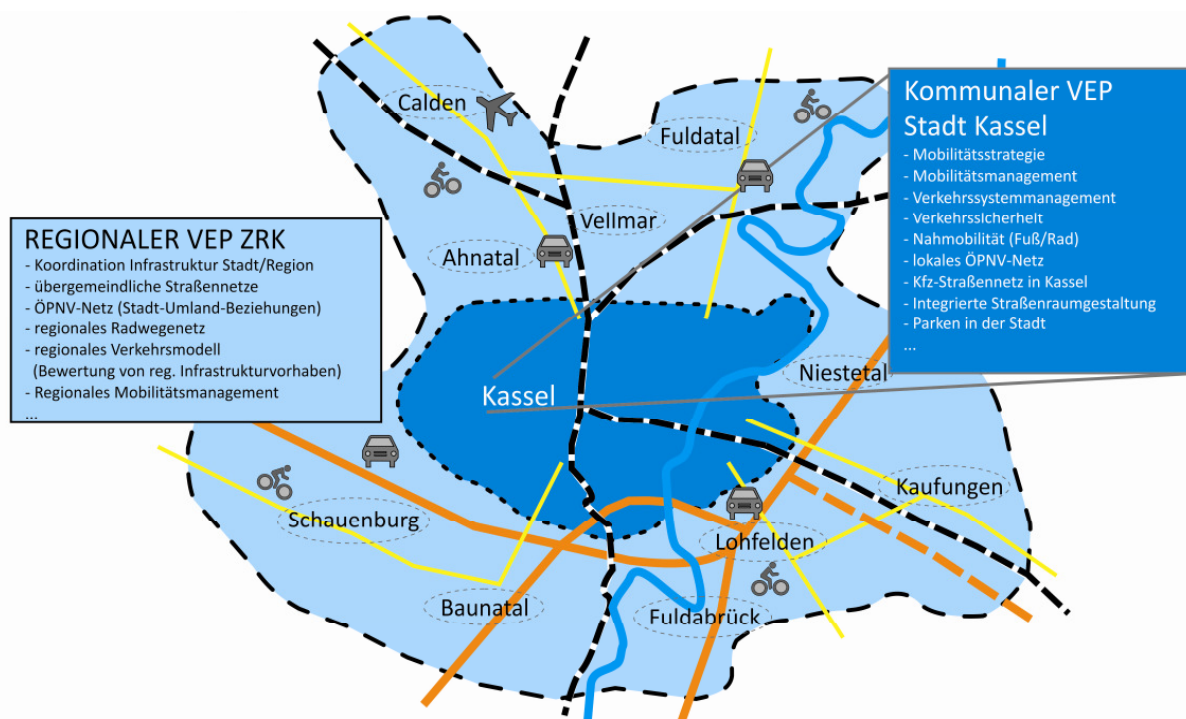 Calden
Fuldatal
Vellmar
Ahnatal
Kommunaler VEP
Stadt Kassel
- Mobilitätsstrategie
- Mobilitätsmanagement
- Verkehrssystemmanagement
- Verkehrssicherheit
- Nahmobilität (Fuß/Rad)
- lokales ÖPNV-Netz
- Kfz-Straßennetz in Kassel
- Integrierte Straßenraumgestaltung
- Parken in der Stadt
...
REGIONALER VEP ZRK
- Koordination Infrastruktur Stadt/Region
- übergemeindliche Straßennetze
- ÖPNV-Netz (Stadt-Umland-Beziehungen)
- regionales Radwegenetz
- regionales Verkehrsmodell
(Bewertung von reg. Infrastrukturvorhaben)
- Regionales Mobilitätsmanagement
...
Kassel
Niestetal
Kaufungen
Schauenburg
Lohfelden
Baunatal
Fuldabrück